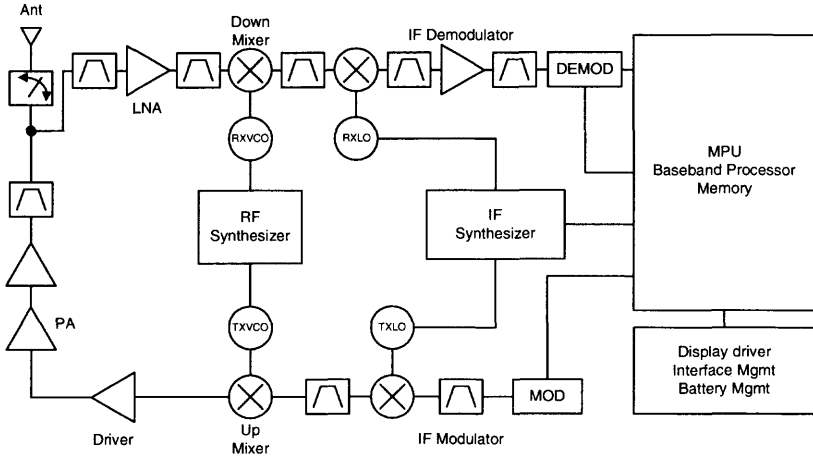 Ant
Down
Mixer
IF Demodulator
LNA
DEMOD
RXVCO
RXLO
MPU
Baseband Processor
Memory
RF
Synthesizer
IF
Synthesizer
PA
TXVCO
TXLO
Display driver
Interface Mgmt
Battery Mgmt
MOD
Driver
Up
Mixer
IF Modulator